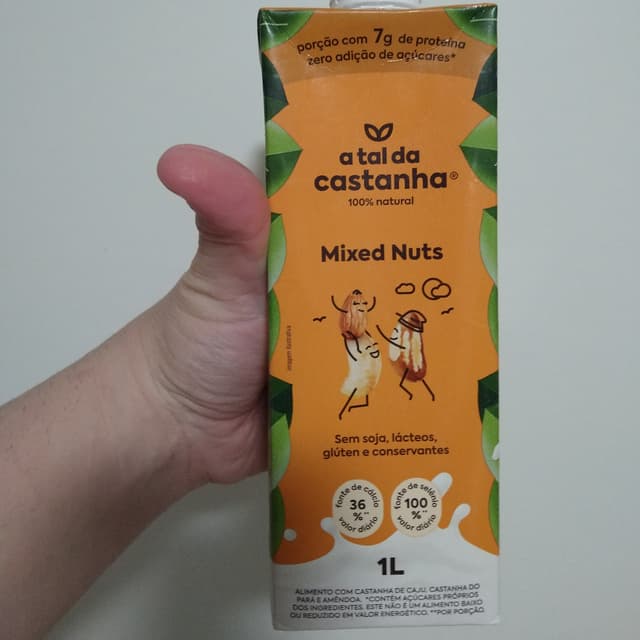 porção com 7g de proteína
zero adição de açúcares*
a tal da
castanha®
100% natural
Mixed Nuts
imagem ilustrativa
Sem soja, lácteos,
glúten e conservantes
fonte de cálcio
36
%**
valor diário
fonte de selênio
100
%**
valor diário
1L
ALIMENTO COM CASTANHA DE CAJU, CASTANHA DO
PARÁ E AMÊNDOA. *CONTÉM AÇÚCARES PRÓPRIOS
DOS INGREDIENTES. ESTE NÃO É UM ALIMENTO BAIXO
OU REDUZIDO EM VALOR ENERGÉTICO. **POR PORÇÃO.